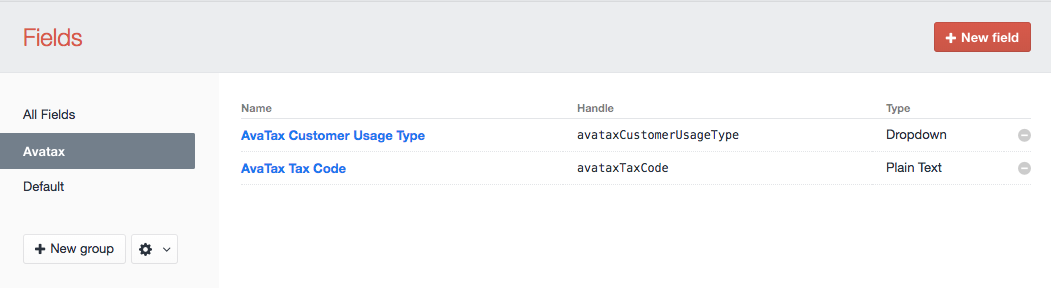 Fields
New field
All Fields
Avatax
Default
New group
Name Handle Type
AvaTax Customer Usage Type avataxCustomerUsageType Dropdown
AvaTax Tax Code avataxTaxCode Plain Text